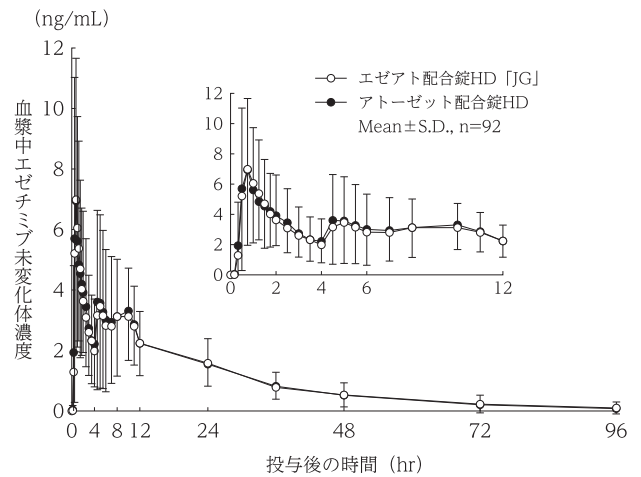 (ng/mL)
12
10
8
6
4
2
0
血漿中エゼチミブ未変化体濃度
エゼアト配合錠HD「JG」
アトーゼット配合錠HD
Mean±S.D., n=92
12
10
8
6
4
2
0
0 2 4 6 12
0 4 8 12 24 48 72 96
投与後の時間(hr)